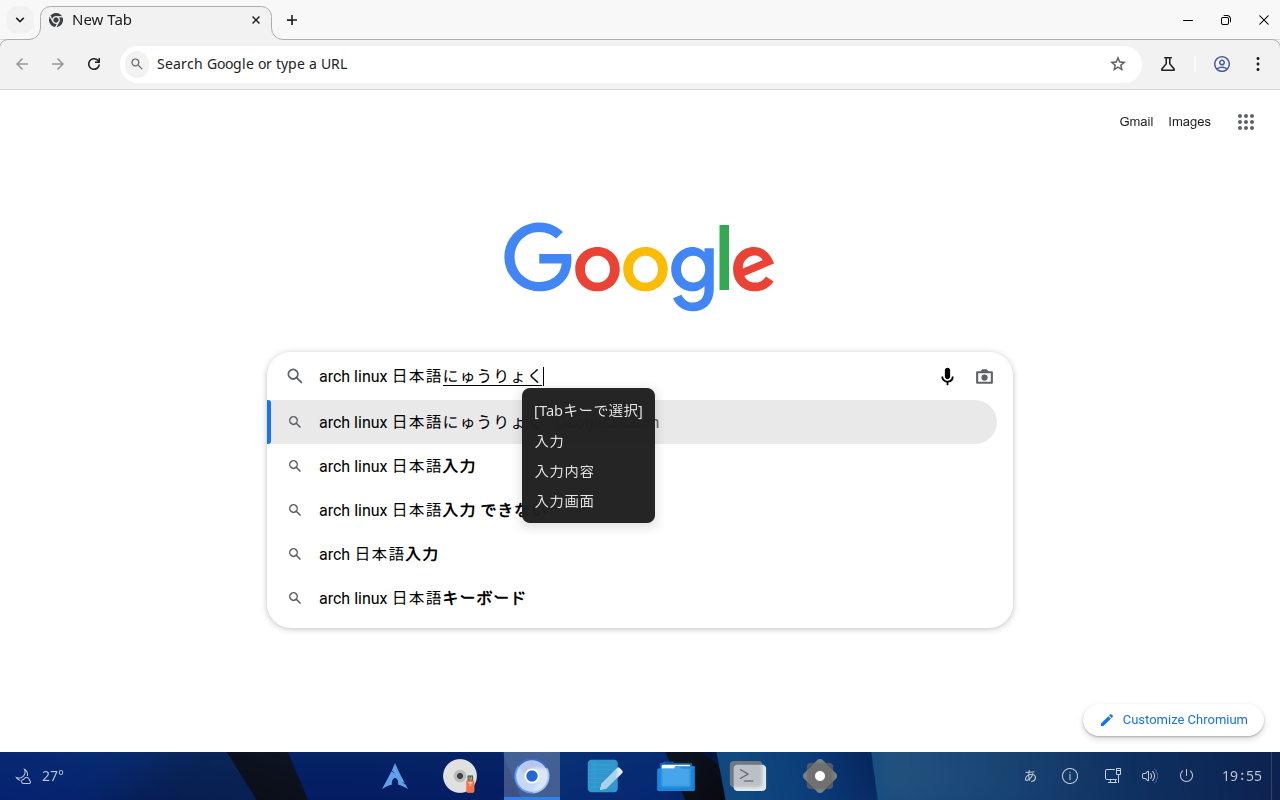 New Tab
Search Google or type a URL
Gmail Images
Google
arch linux 日本語にゅうりょく
[Tabキーで選択]
入力
入力内容
入力画面
arch linux 日本語にゅうりょ
arch linux 日本語入力
arch linux 日本語入力 できな
arch 日本語入力
arch linux 日本語キーボード
Customize Chromium
27°
あ
19:55